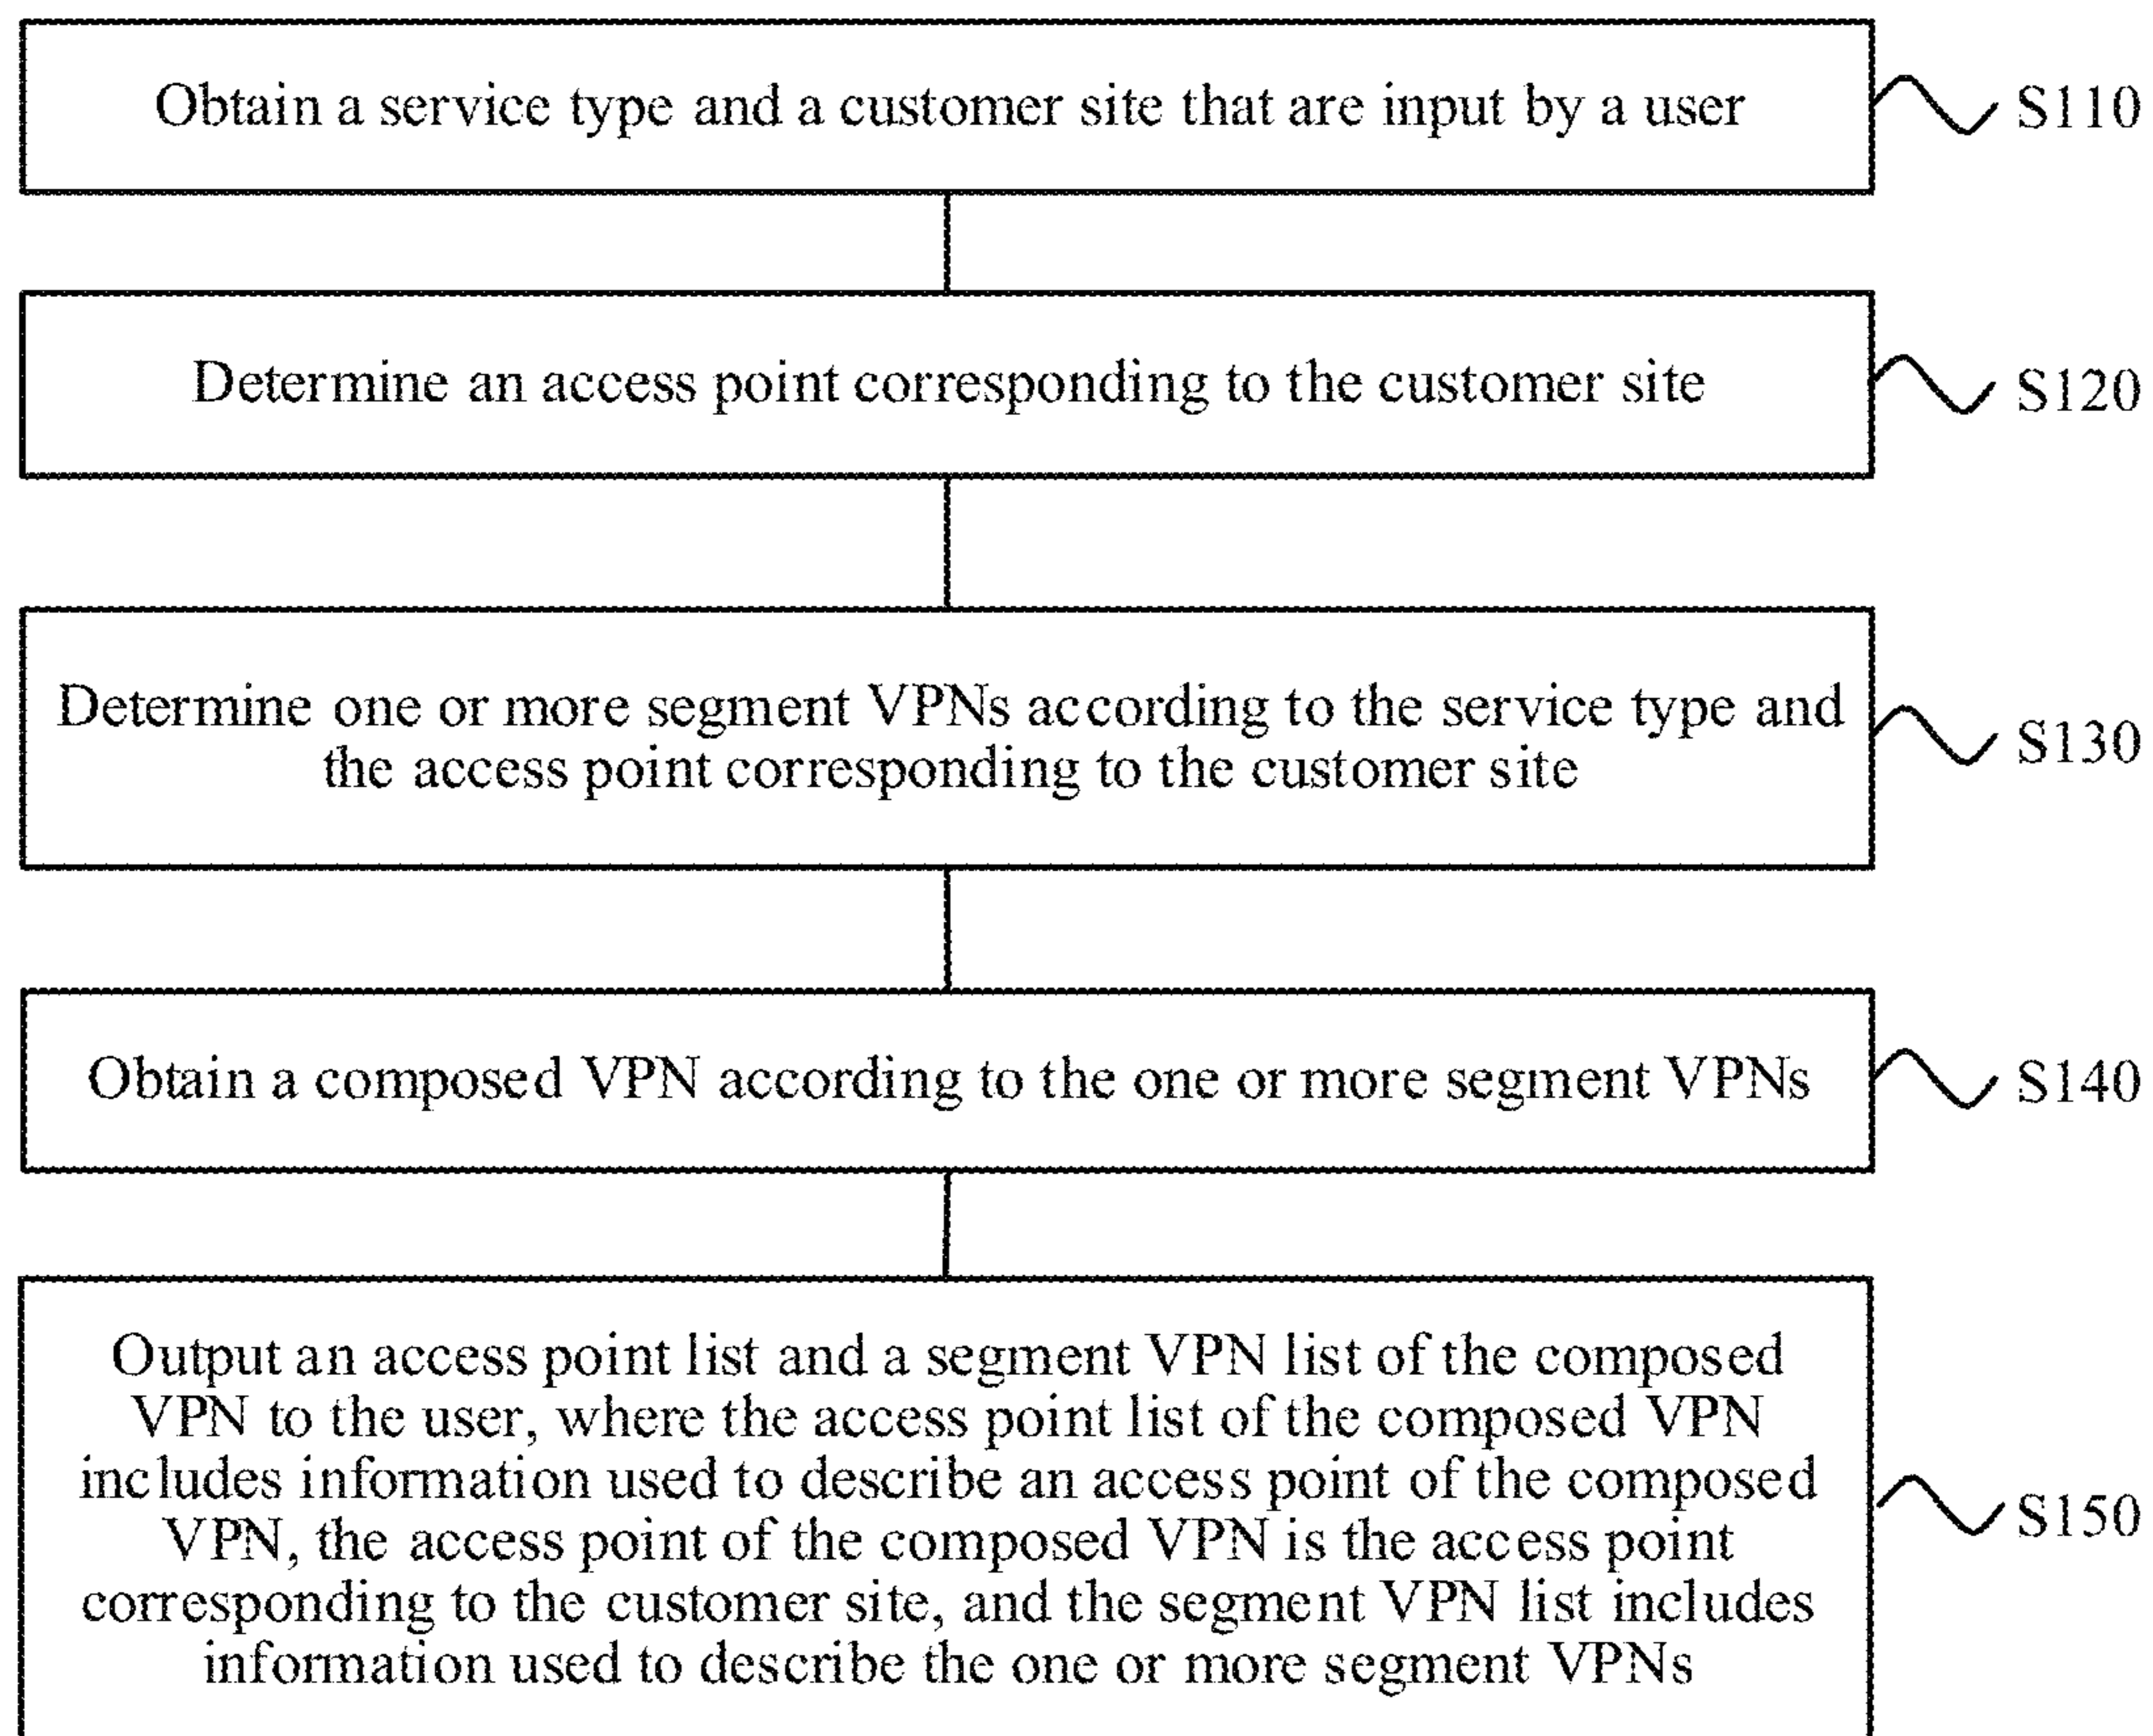 Obtain a service type and a customer site that are input by a user
S110
Determine an access point corresponding to the customer site
S120
Determine one or more segment VPNs according to the service type and
the access point corresponding to the customer site
S130
Obtain a composed VPN according to the one or more segment VPNs
S140
Output an access point list and a segment VPN list of the composed
VPN to the user, where the access point list of the composed VPN
includes information used to describe an access point of the composed
VPN, the access point of the composed VPN is the access point
corresponding to the customer site, and the segment VPN list includes
information used to describe the one or more segment VPNs
S150